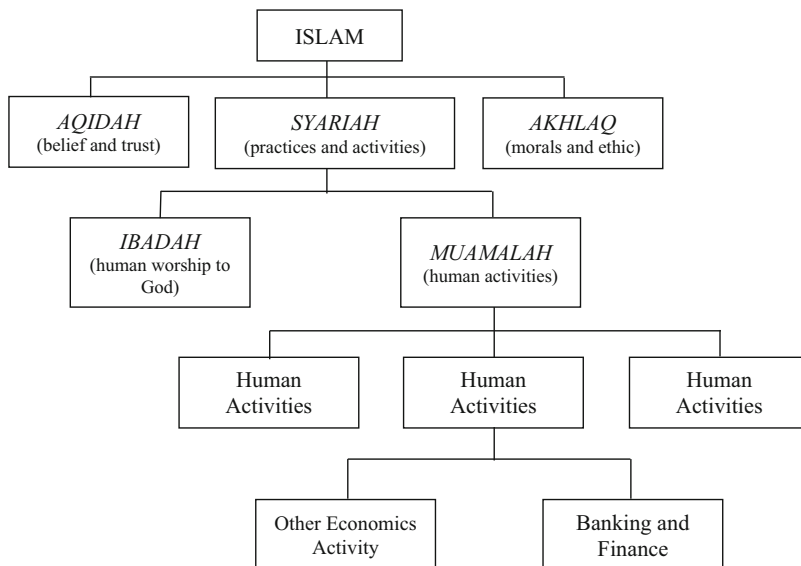 ISLAM
AQIDAH
(belief and trust)
SYARIAH
(practices and activities)
AKHLAQ
(morals and ethic)
IBADAH
(human worship to
God)
MUAMALAH
(human activities)
Human
Activities
Human
Activities
Human
Activities
Other Economics
Activity
Banking and
Finance